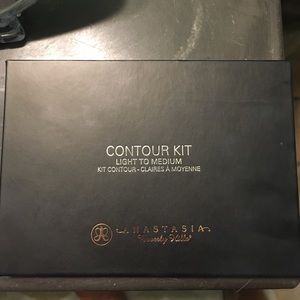 CONTOUR KIT
LIGHT TO MEDIUM
KIT CONTOUR - CLAIRES À MOYENNE
ANASTASIA
Beverly Hills